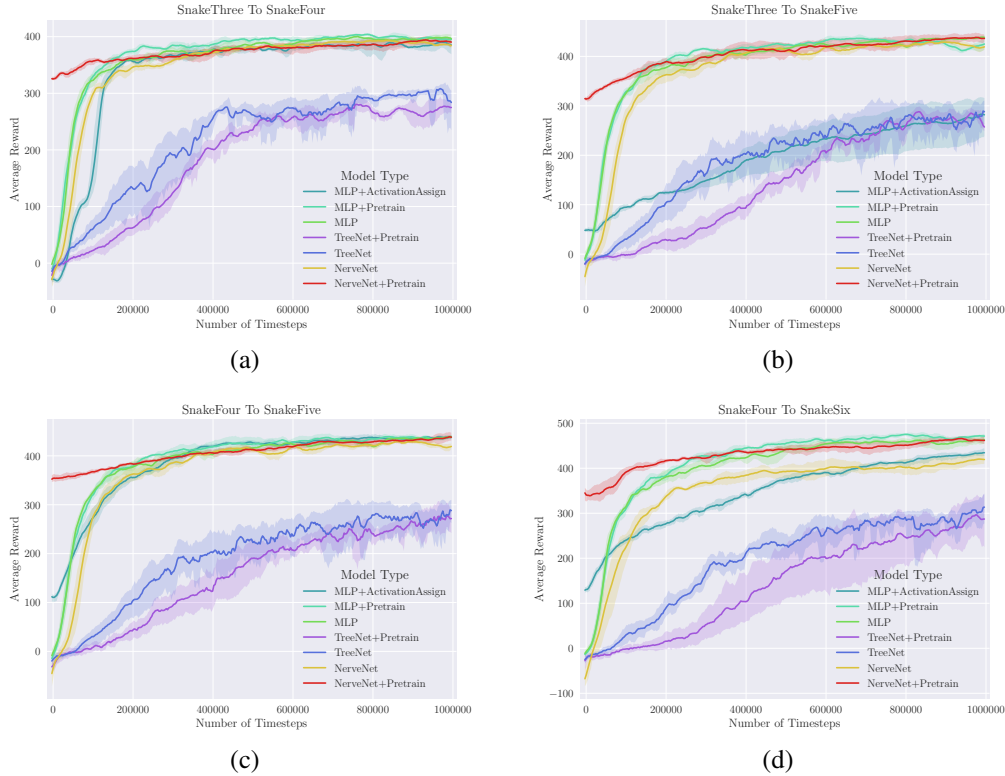 SnakeThree To SnakeFour
400
300
200
100
0
Average Reward
Model Type
MLP+ActivationAssign
MLP+Pretrain
MLP
TreeNet+Pretrain
TreeNet
NerveNet
NerveNet+Pretrain
0 200000 400000 600000 800000 1000000
Number of Timesteps
(a)
SnakeThree To SnakeFive
400
300
200
100
0
Average Reward
Model Type
MLP+ActivationAssign
MLP+Pretrain
MLP
TreeNet+Pretrain
TreeNet
NerveNet
NerveNet+Pretrain
0 200000 400000 600000 800000 1000000
Number of Timesteps
(b)
SnakeFour To SnakeFive
400
300
200
100
0
Average Reward
Model Type
MLP+ActivationAssign
MLP+Pretrain
MLP
TreeNet+Pretrain
TreeNet
NerveNet
NerveNet+Pretrain
0 200000 400000 600000 800000 1000000
Number of Timesteps
(c)
SnakeFour To SnakeSix
500
400
300
200
100
0
−100
Average Reward
Model Type
MLP+ActivationAssign
MLP+Pretrain
MLP
TreeNet+Pretrain
TreeNet
NerveNet
NerveNet+Pretrain
0 200000 400000 600000 800000 1000000
Number of Timesteps
(d)